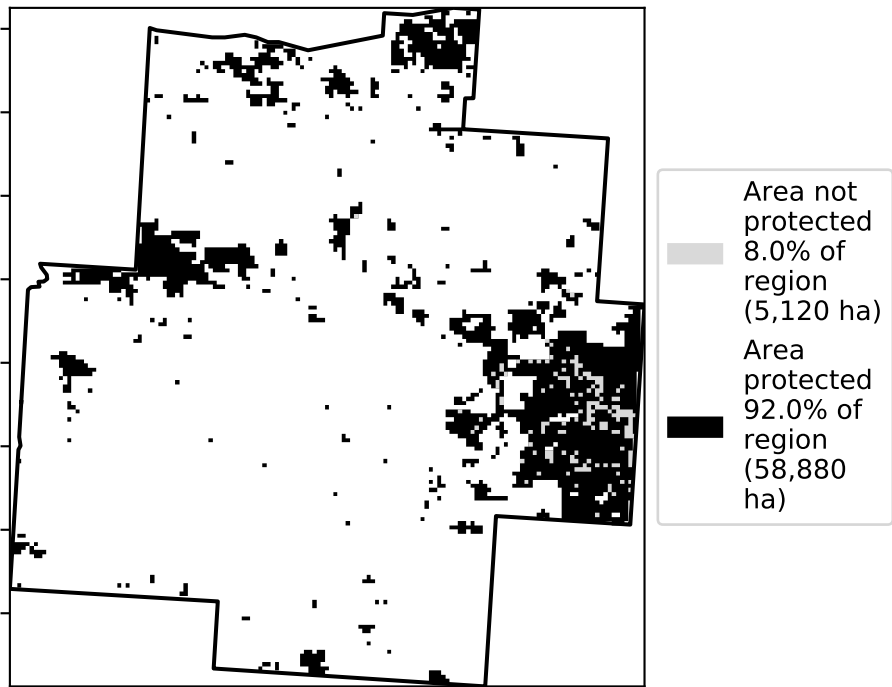 Area not
protected
8.0% of
region
(5,120 ha)
Area
protected
92.0% of
region
(58,880
ha)